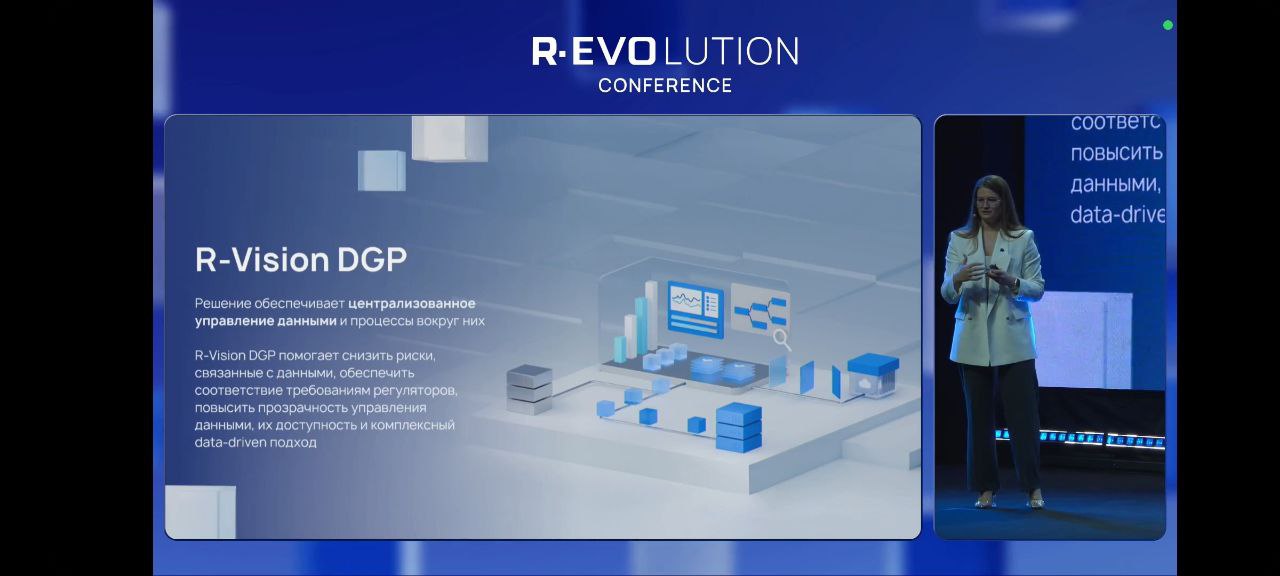 R·EVOLUTION
CONFERENCE
R-Vision DGP
Решение обеспечивает централизованное
управление данными и процессы вокруг них
R-Vision DGP помогает снизить риски,
связанные с данными, обеспечить
соответствие требованиям регуляторов,
повысить прозрачность управления
данными, их доступность и комплексный
data-driven подход
соответс
повысить
данными,
data-drive